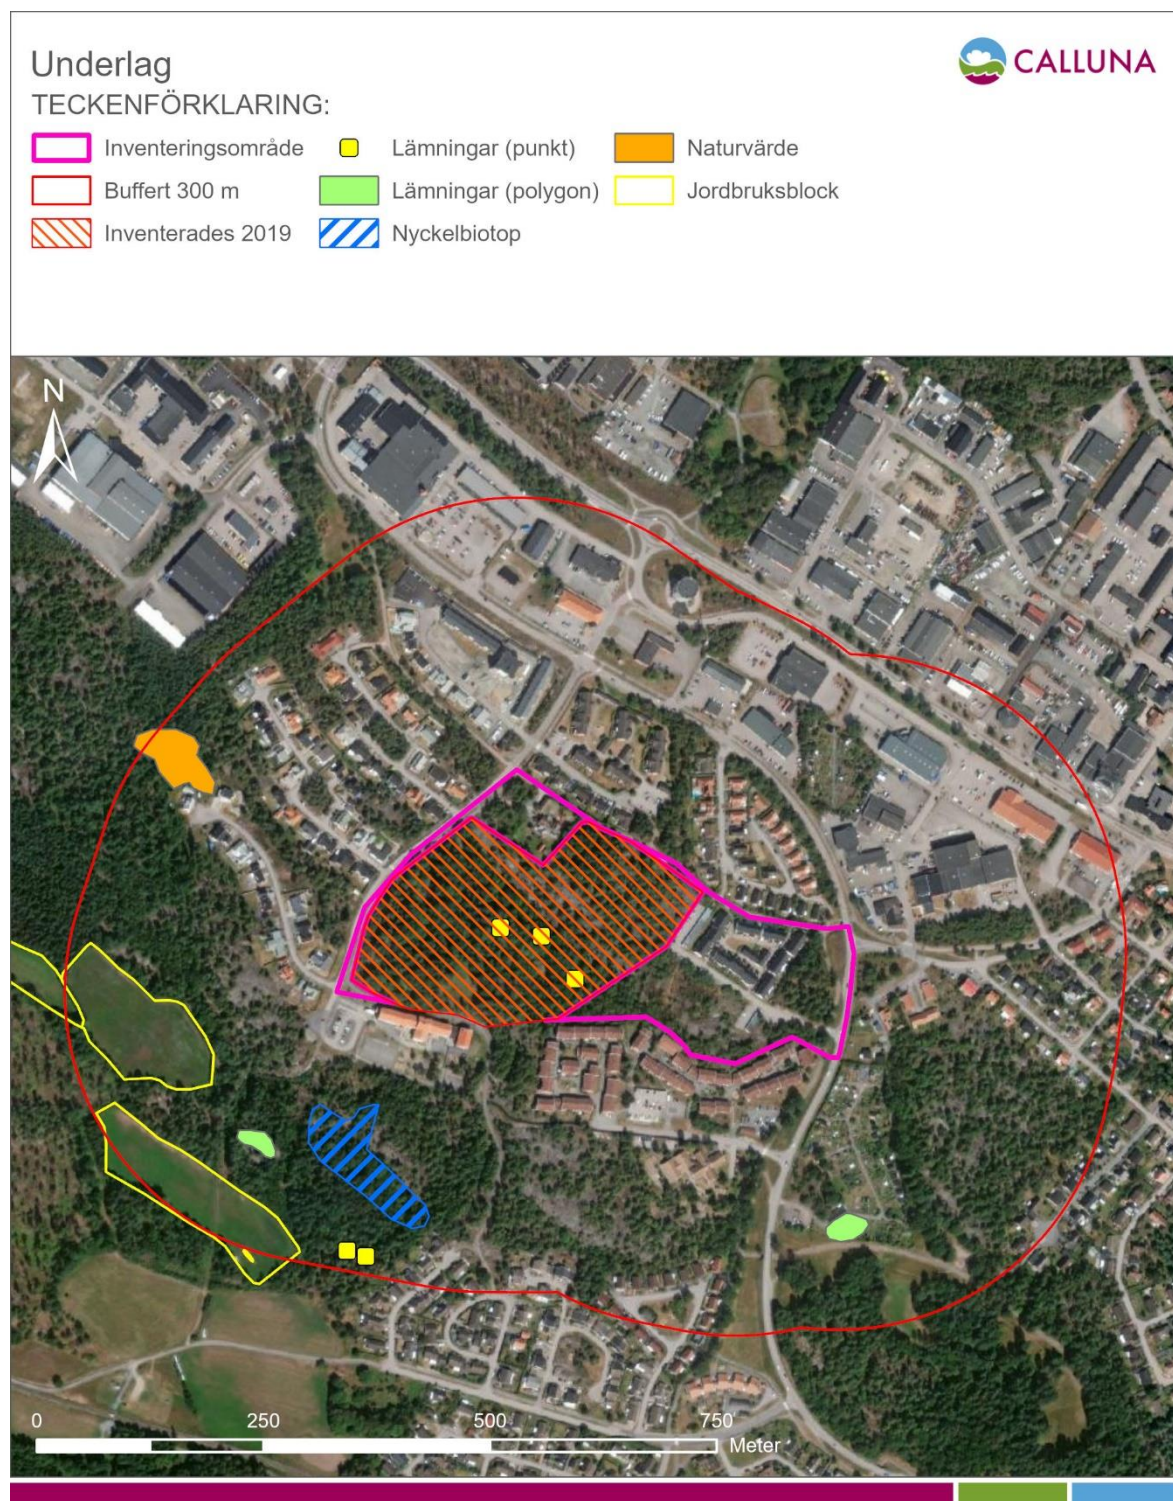 Underlag
CALLUNA
TECKENFÖRKLARING:
Inventeringsområde
Lämningar (punkt)
Naturvärde
Buffert 300 m
Lämningar (polygon)
Jordbruksblock
Inventerades 2019
Nyckelbiotop
N
0 250 500 750
Meter